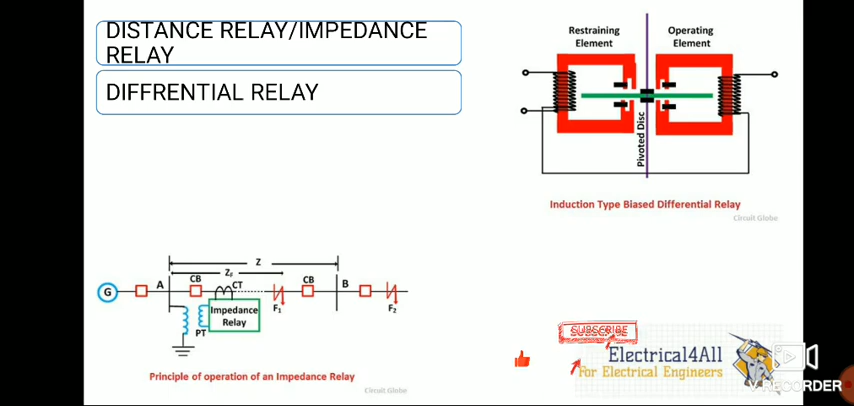 DISTANCE RELAY/IMPEDANCE
RELAY
DIFFRENTIAL RELAY
Restraining
Element
Operating
Element
Pivoted Disc
Induction Type Biased Differential Relay
Circuit Globe
Z
ZF
G
A
CB
CT
F1
CB
B
F2
PT
Impedance
Relay
Principle of operation of an Impedance Relay
Circuit Globe
SUBSCRIBE
Electrical4All
For Electrical Engineers
V RECORDER